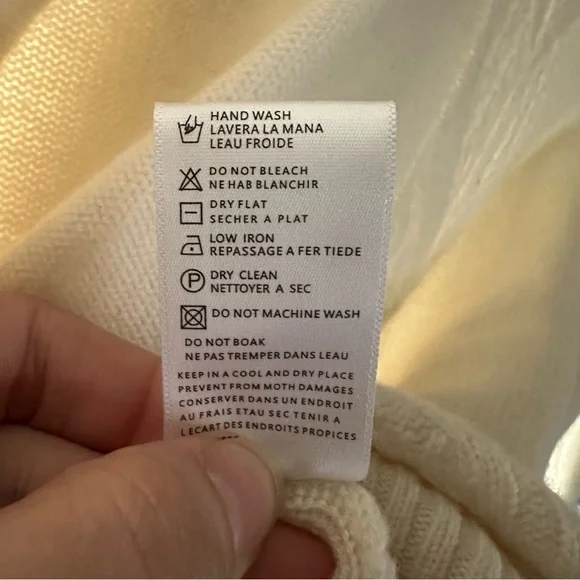 HAND WASH
LAVERA LA MANA
LEAU FROIDE
DO NOT BLEACH
NE HAB BLANCHIR
DRY FLAT
SECHER A PLAT
LOW IRON
REPASSAGE A FER TIEDE
P
DRY CLEAN
NETTOYER A SEC
DO NOT MACHINE WASH
DO NOT BOAK
NE PAS TREMPER DANS LEAU
KEEP IN A COOL AND DRY PLACE
PREVENT FROM MOTH DAMAGES
CONSERVER DANS UN ENDROIT
AU FRAIS ETAU SEC TENIR A
L ECART DES ENDROITS PROPICES